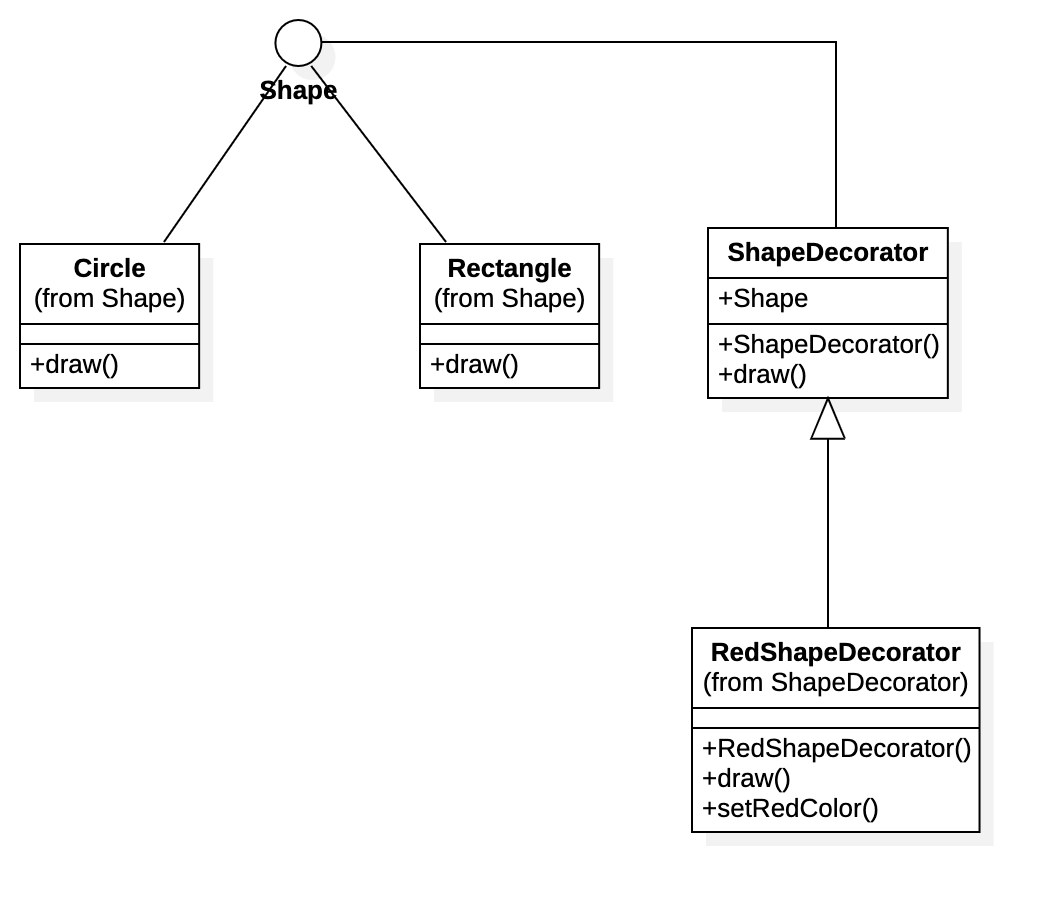 Shape
Circle
(from Shape)
+draw()
Rectangle
(from Shape)
+draw()
ShapeDecorator
+Shape
+ShapeDecorator()
+draw()
RedShapeDecorator
(from ShapeDecorator)
+RedShapeDecorator()
+draw()
+setRedColor()